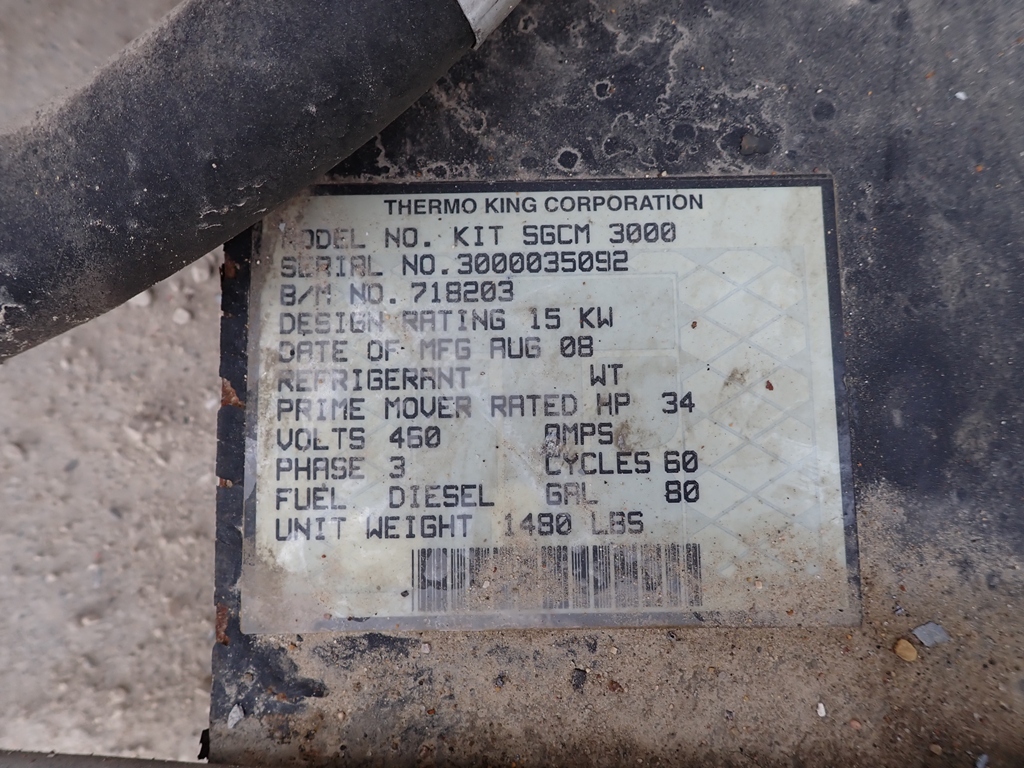 THERMO KING CORPORATION
MODEL NO. KIT SGCM 3000
SERIAL NO.3000035092
B/M NO. 718203
DESIGN RATING 15 KW
DATE OF MFG AUG 08
REFRIGERANT WT
PRIME MOVER RATED HP 34
VOLTS 460 AMPS
PHASE 3 CYCLES 60
FUEL DIESEL GAL 80
UNIT WEIGHT 1480 LBS